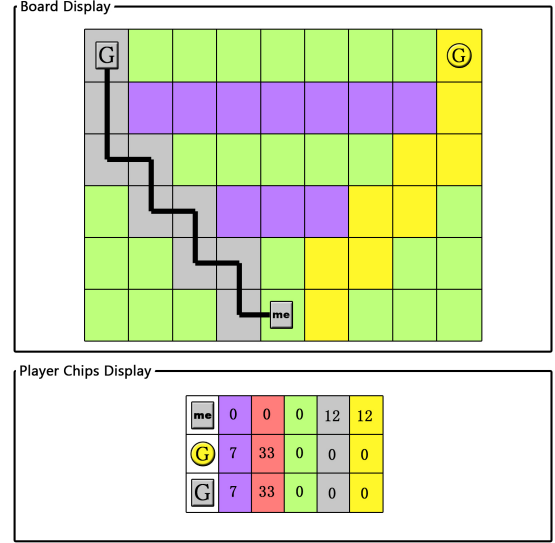 Board Display
G G
me
Player Chips Display
me 0 0 0 12 12
G 7 33 0 0 0
G 7 33 0 0 0